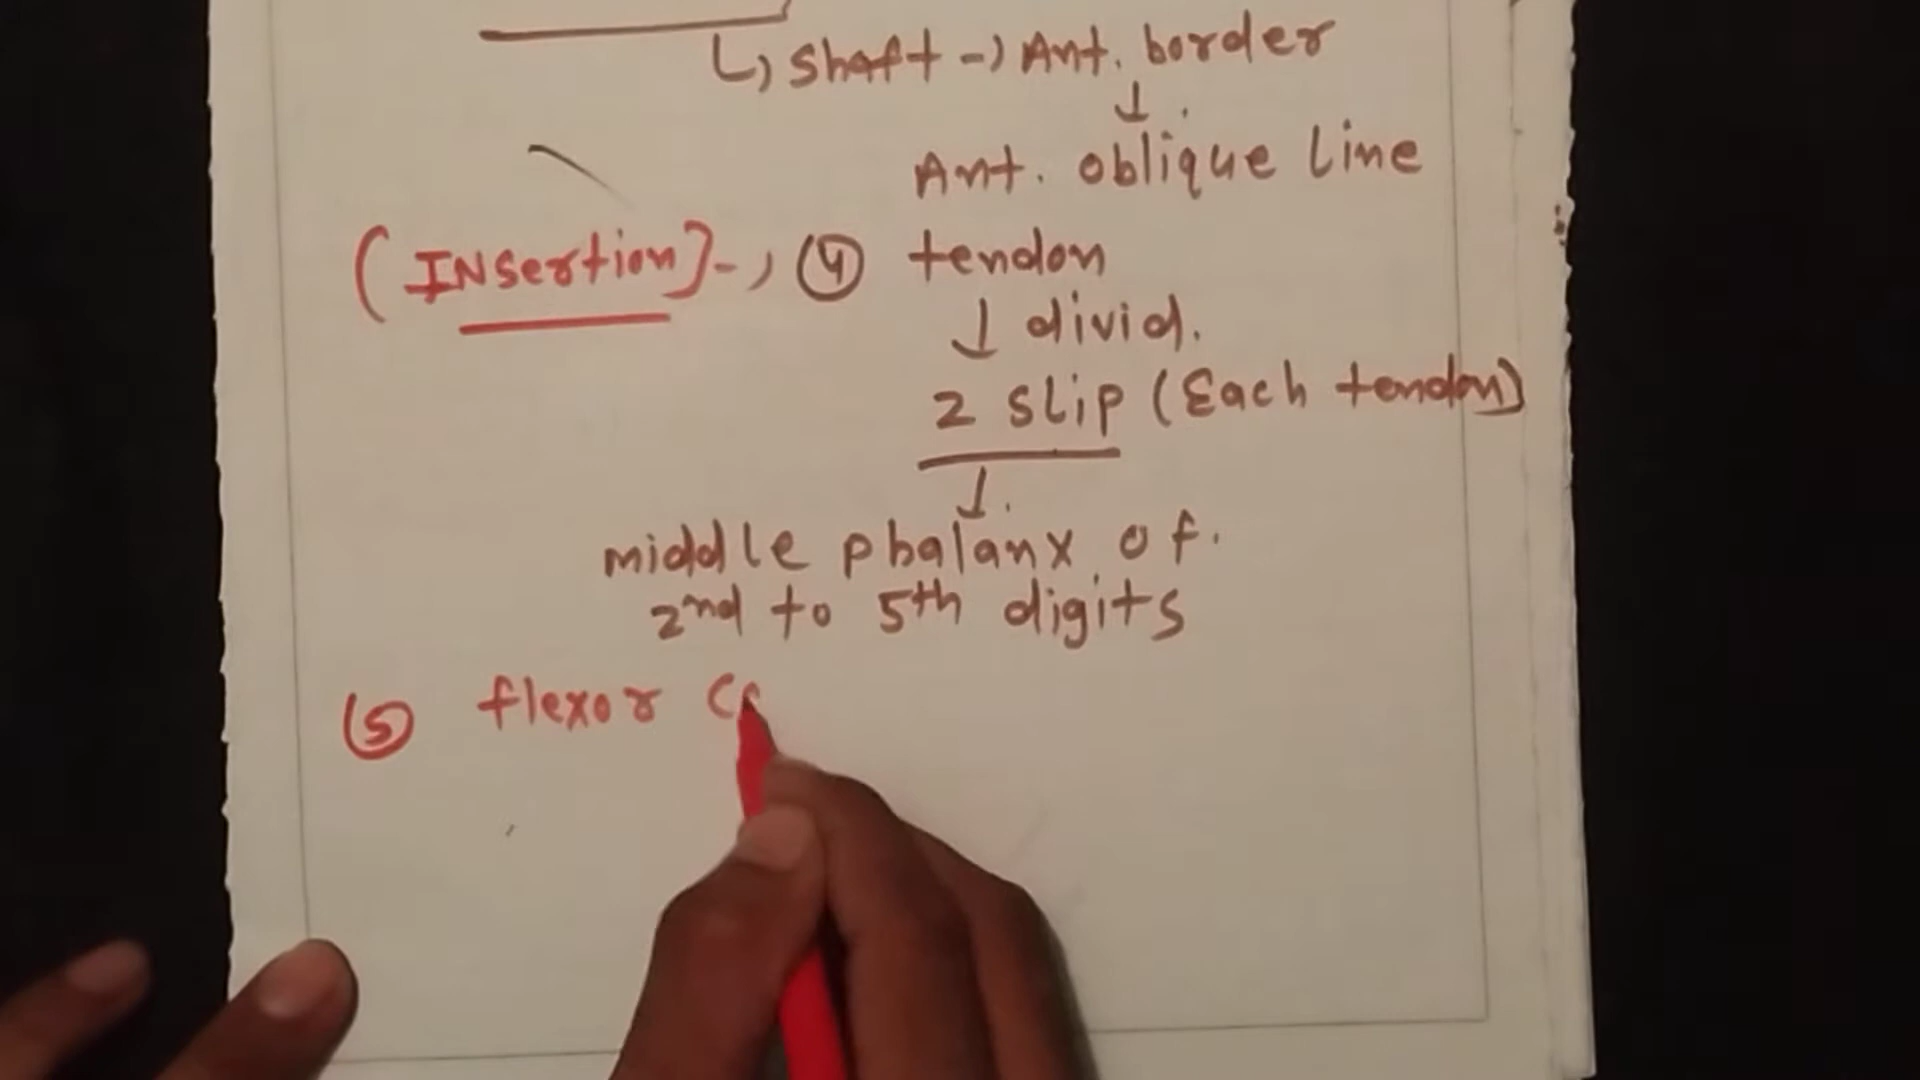 ↳ shaft → Ant. border
↓
Ant. oblique line
(Insertion] → ④ tendon
↓ divid.
2 slip (Each tendon)
↓
middle phalanx of.
2nd to 5th digits
⑤ flexor